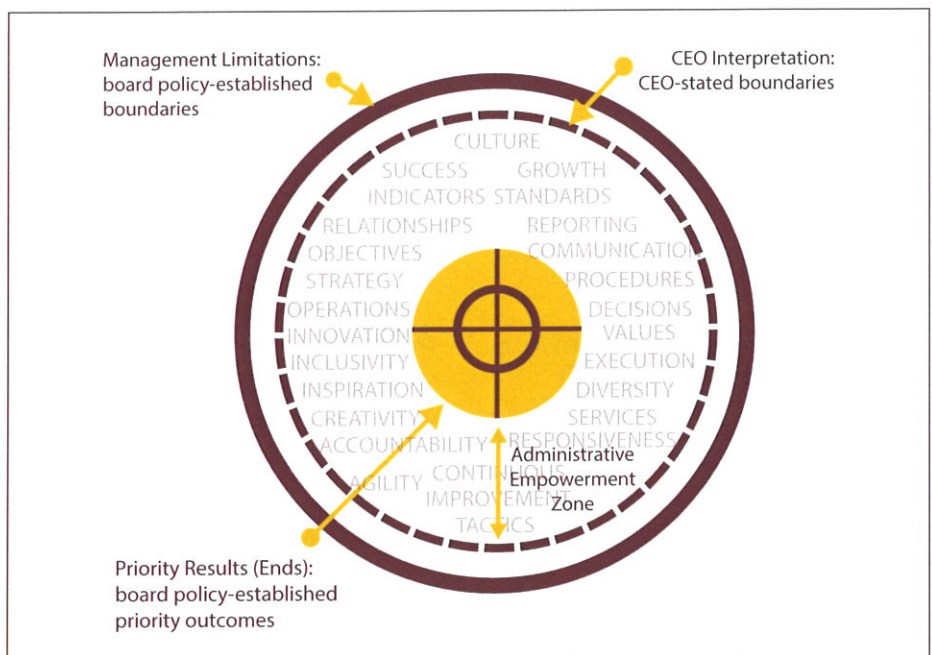 Management Limitations:
board policy-established
boundaries
CEO Interpretation:
CEO-stated boundaries
CULTURE
SUCCESS GROWTH
INDICATORS STANDARDS
RELATIONSHIPS REPORTING
OBJECTIVES COMMUNICATION
STRATEGY PROCEDURES
OPERATIONS DECISIONS
INNOVATION VALUES
INCLUSIVITY EXECUTION
INSPIRATION DIVERSITY
CREATIVITY SERVICES
ACCOUNTABILITY RESPONSIVENESS
AGILITY CONTINUOUS
IMPROVEMENT
TACTICS
Administrative
Empowerment
Zone
Priority Results (Ends):
board policy-established
priority outcomes